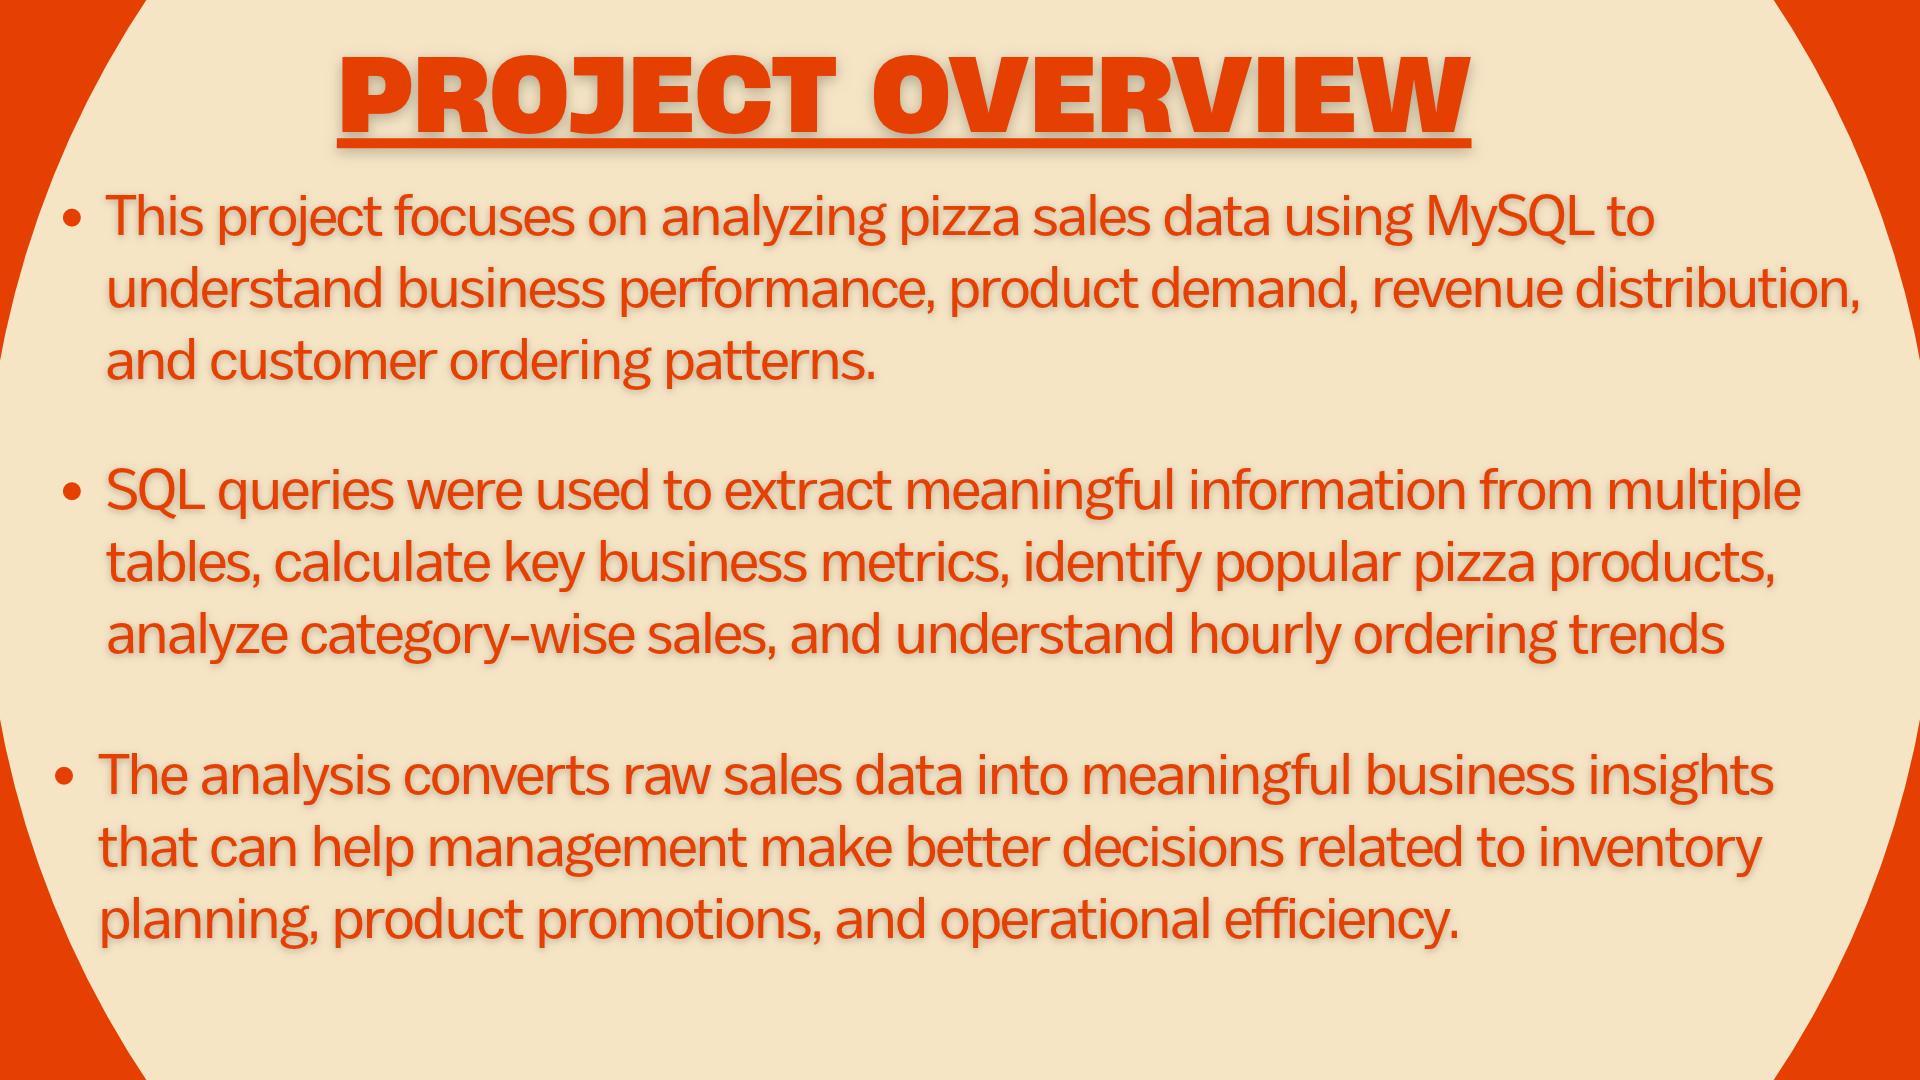 PROJECT OVERVIEW
• This project focuses on analyzing pizza sales data using MySQL to
understand business performance, product demand, revenue distribution,
and customer ordering patterns.
• SQL queries were used to extract meaningful information from multiple
tables, calculate key business metrics, identify popular pizza products,
analyze category-wise sales, and understand hourly ordering trends
• The analysis converts raw sales data into meaningful business insights
that can help management make better decisions related to inventory
planning, product promotions, and operational efficiency.